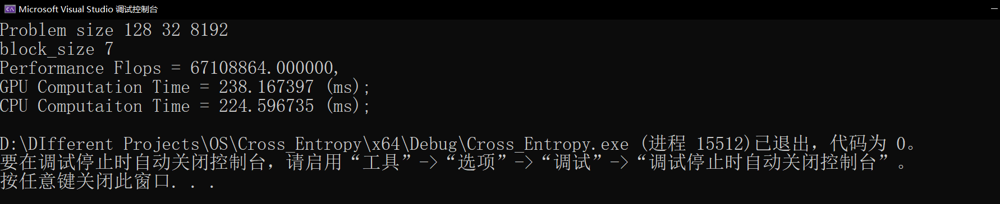 Microsoft Visual Studio 调试控制台
Problem size 128 32 8192
block_size 7
Performance Flops = 67108864.000000,
GPU Computation Time = 238.167397 (ms);
CPU Computaiton Time = 224.596735 (ms);
D:\DIfferent Projects\OS\Cross_Entropy\x64\Debug\Cross_Entropy.exe (进程 15512)已退出，代码为 0。
要在调试停止时自动关闭控制台，请启用“工具”->“选项”->“调试”->“调试停止时自动关闭控制台”。
按任意键关闭此窗口. . .